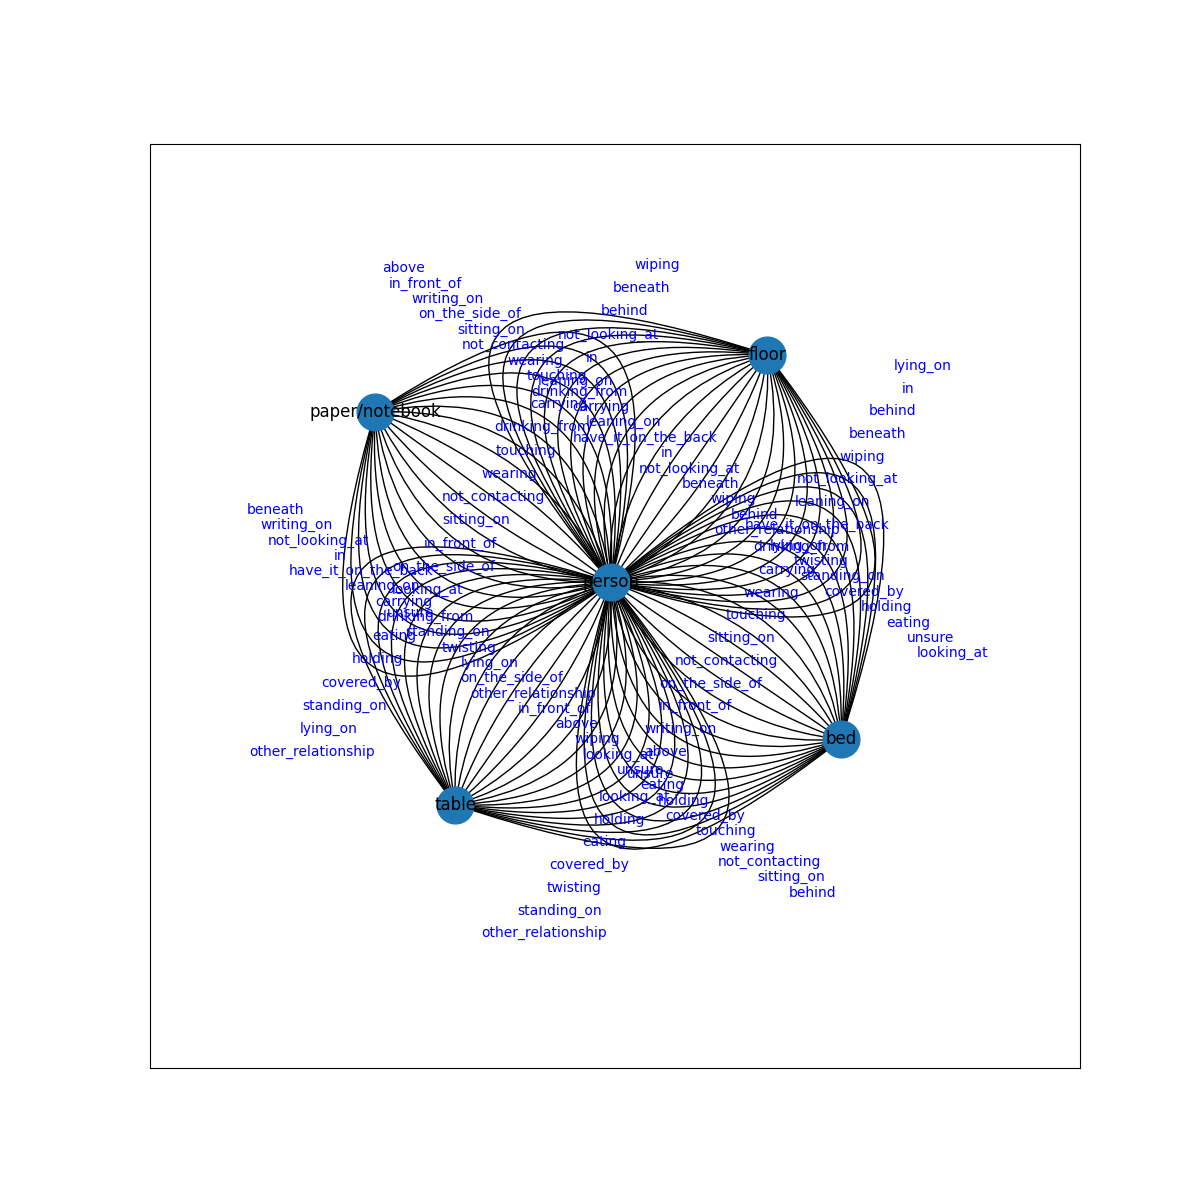 wiping
above
in_front_of
beneath
writing_on
behind
on_the_side_of
sitting_on
not_looking_at
not_contacting
floor
in
wearing
lying_on
touching
leaning_on
in
drinking_from
carrying
carrying
behind
paper/notebook
leaning_on
drinking_from
beneath
have_it_on_the_back
touching
in
wiping
not_looking_at
wearing
not_looking_at
beneath
not_contacting
wiping
leaning_on
beneath
behind
sitting_on
writing_on
have_it_on_the_back
other_relationship
not_looking_at
in_front_of
lying_on
drinking_from
in
twisting
on_the_side_of
carrying
have_it_on_the_back
standing_on
person
leaning_on
looking_at
wearing
covered_by
carrying
holding
unsure
touching
drinking_from
eating
standing_on
eating
sitting_on
unsure
twisting
looking_at
holding
not_contacting
lying_on
on_the_side_of
covered_by
on_the_side_of
other_relationship
standing_on
in_front_of
in_front_of
above
lying_on
writing_on
wiping
bed
other_relationship
above
looking_at
unsure
unsure
eating
looking_at
holding
table
covered_by
holding
touching
eating
wearing
covered_by
not_contacting
sitting_on
twisting
behind
standing_on
other_relationship